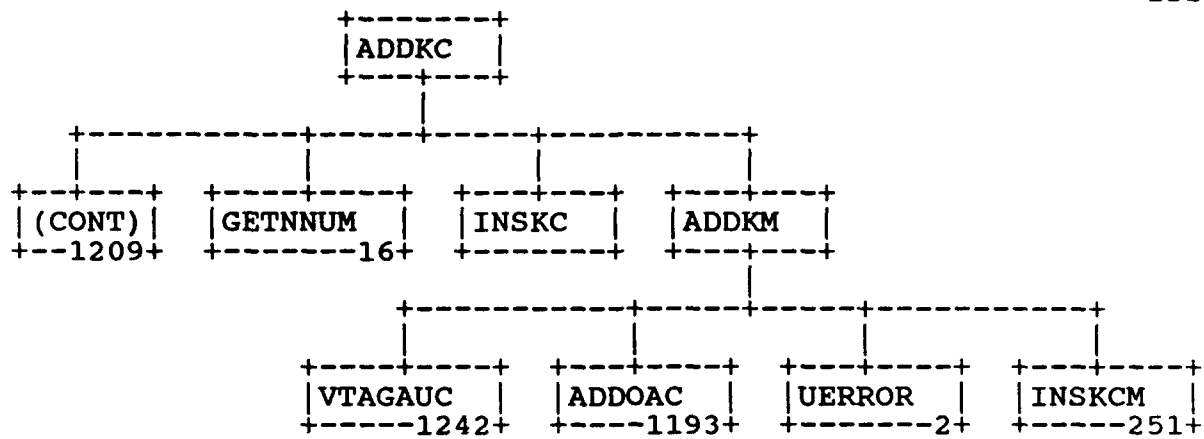 ADDKC
(CONT) GETNNUM INSKC ADDKM
1209 16
VTAGAUC ADDOAC UERROR INSKCM
1242 1193 2 251